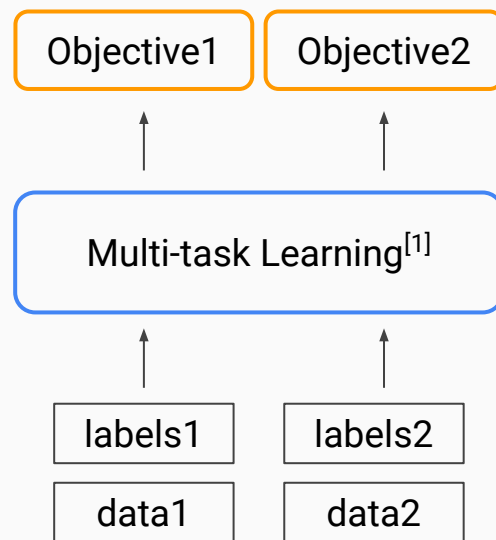 Objective1 Objective2
Multi-task Learning[1]
labels1 labels2
data1 data2